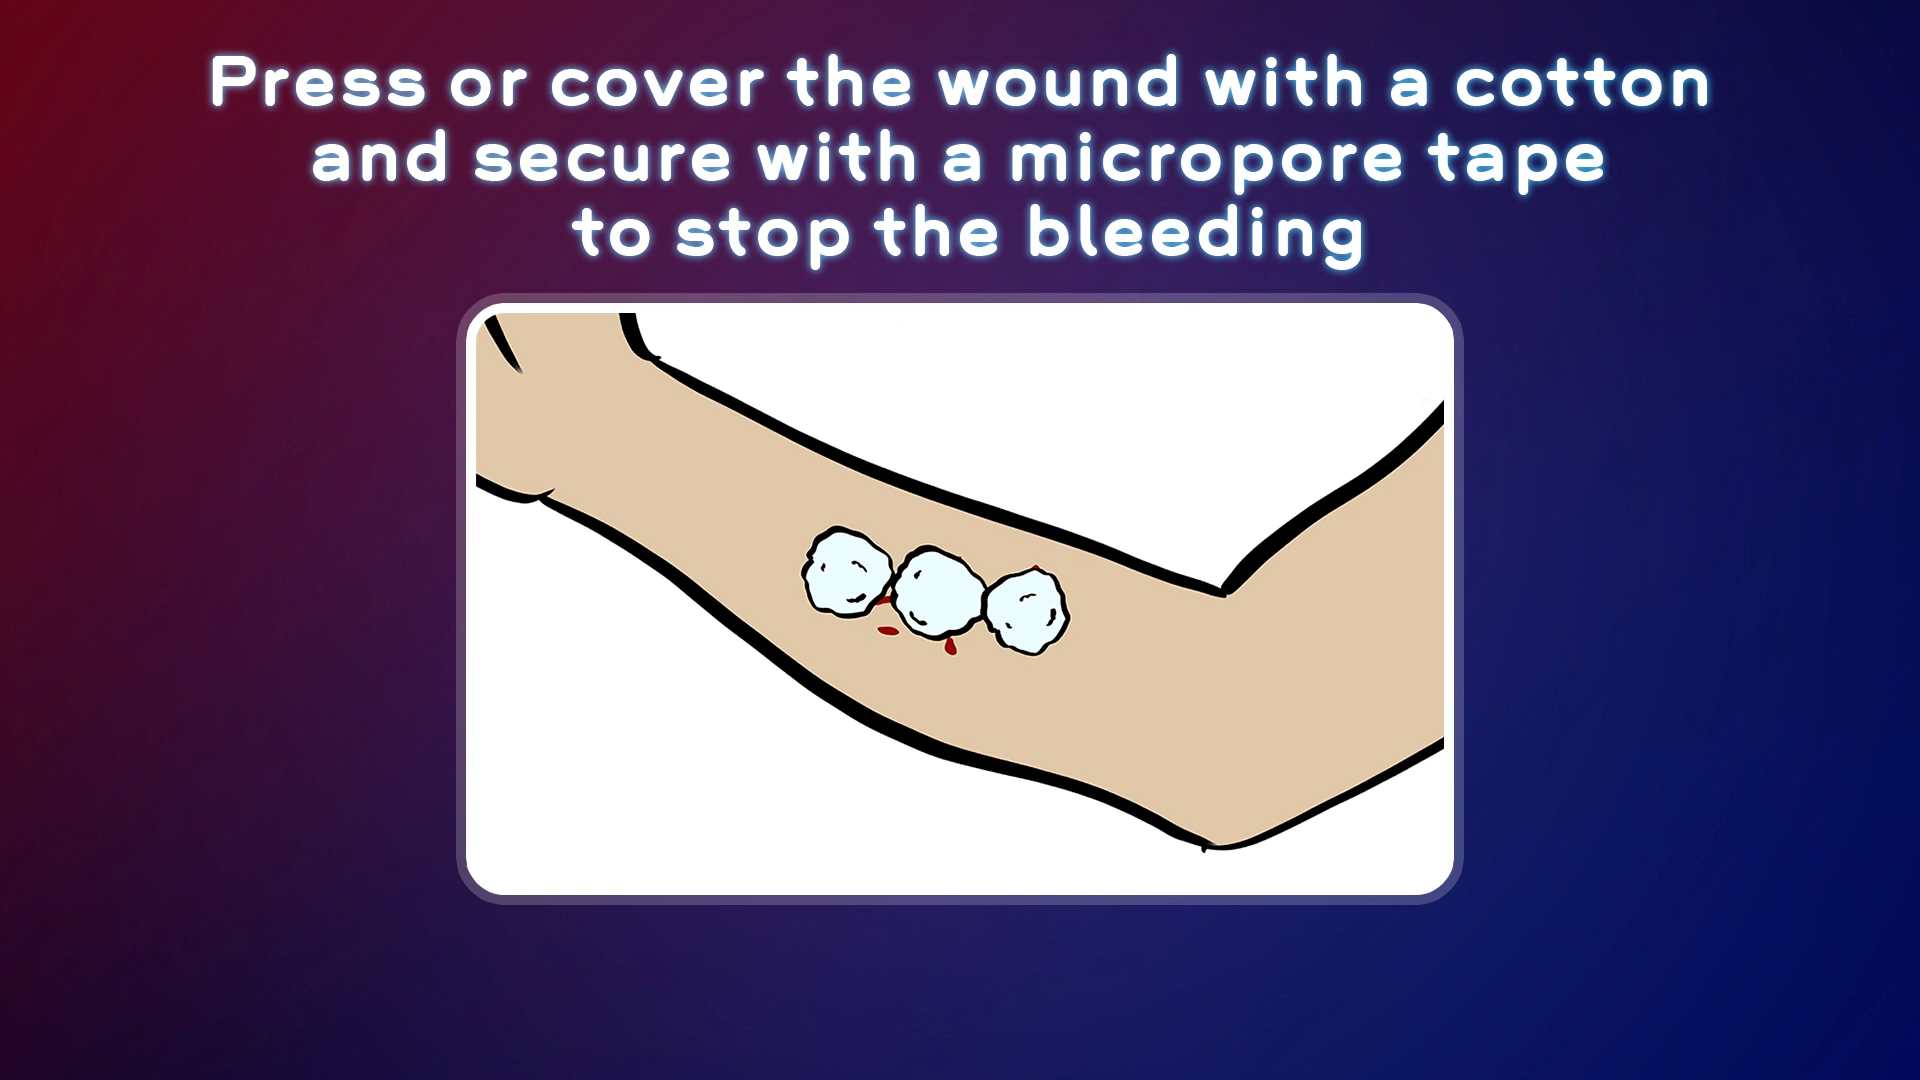 Press or cover the wound with a cotton
and secure with a micropore tape
to stop the bleeding